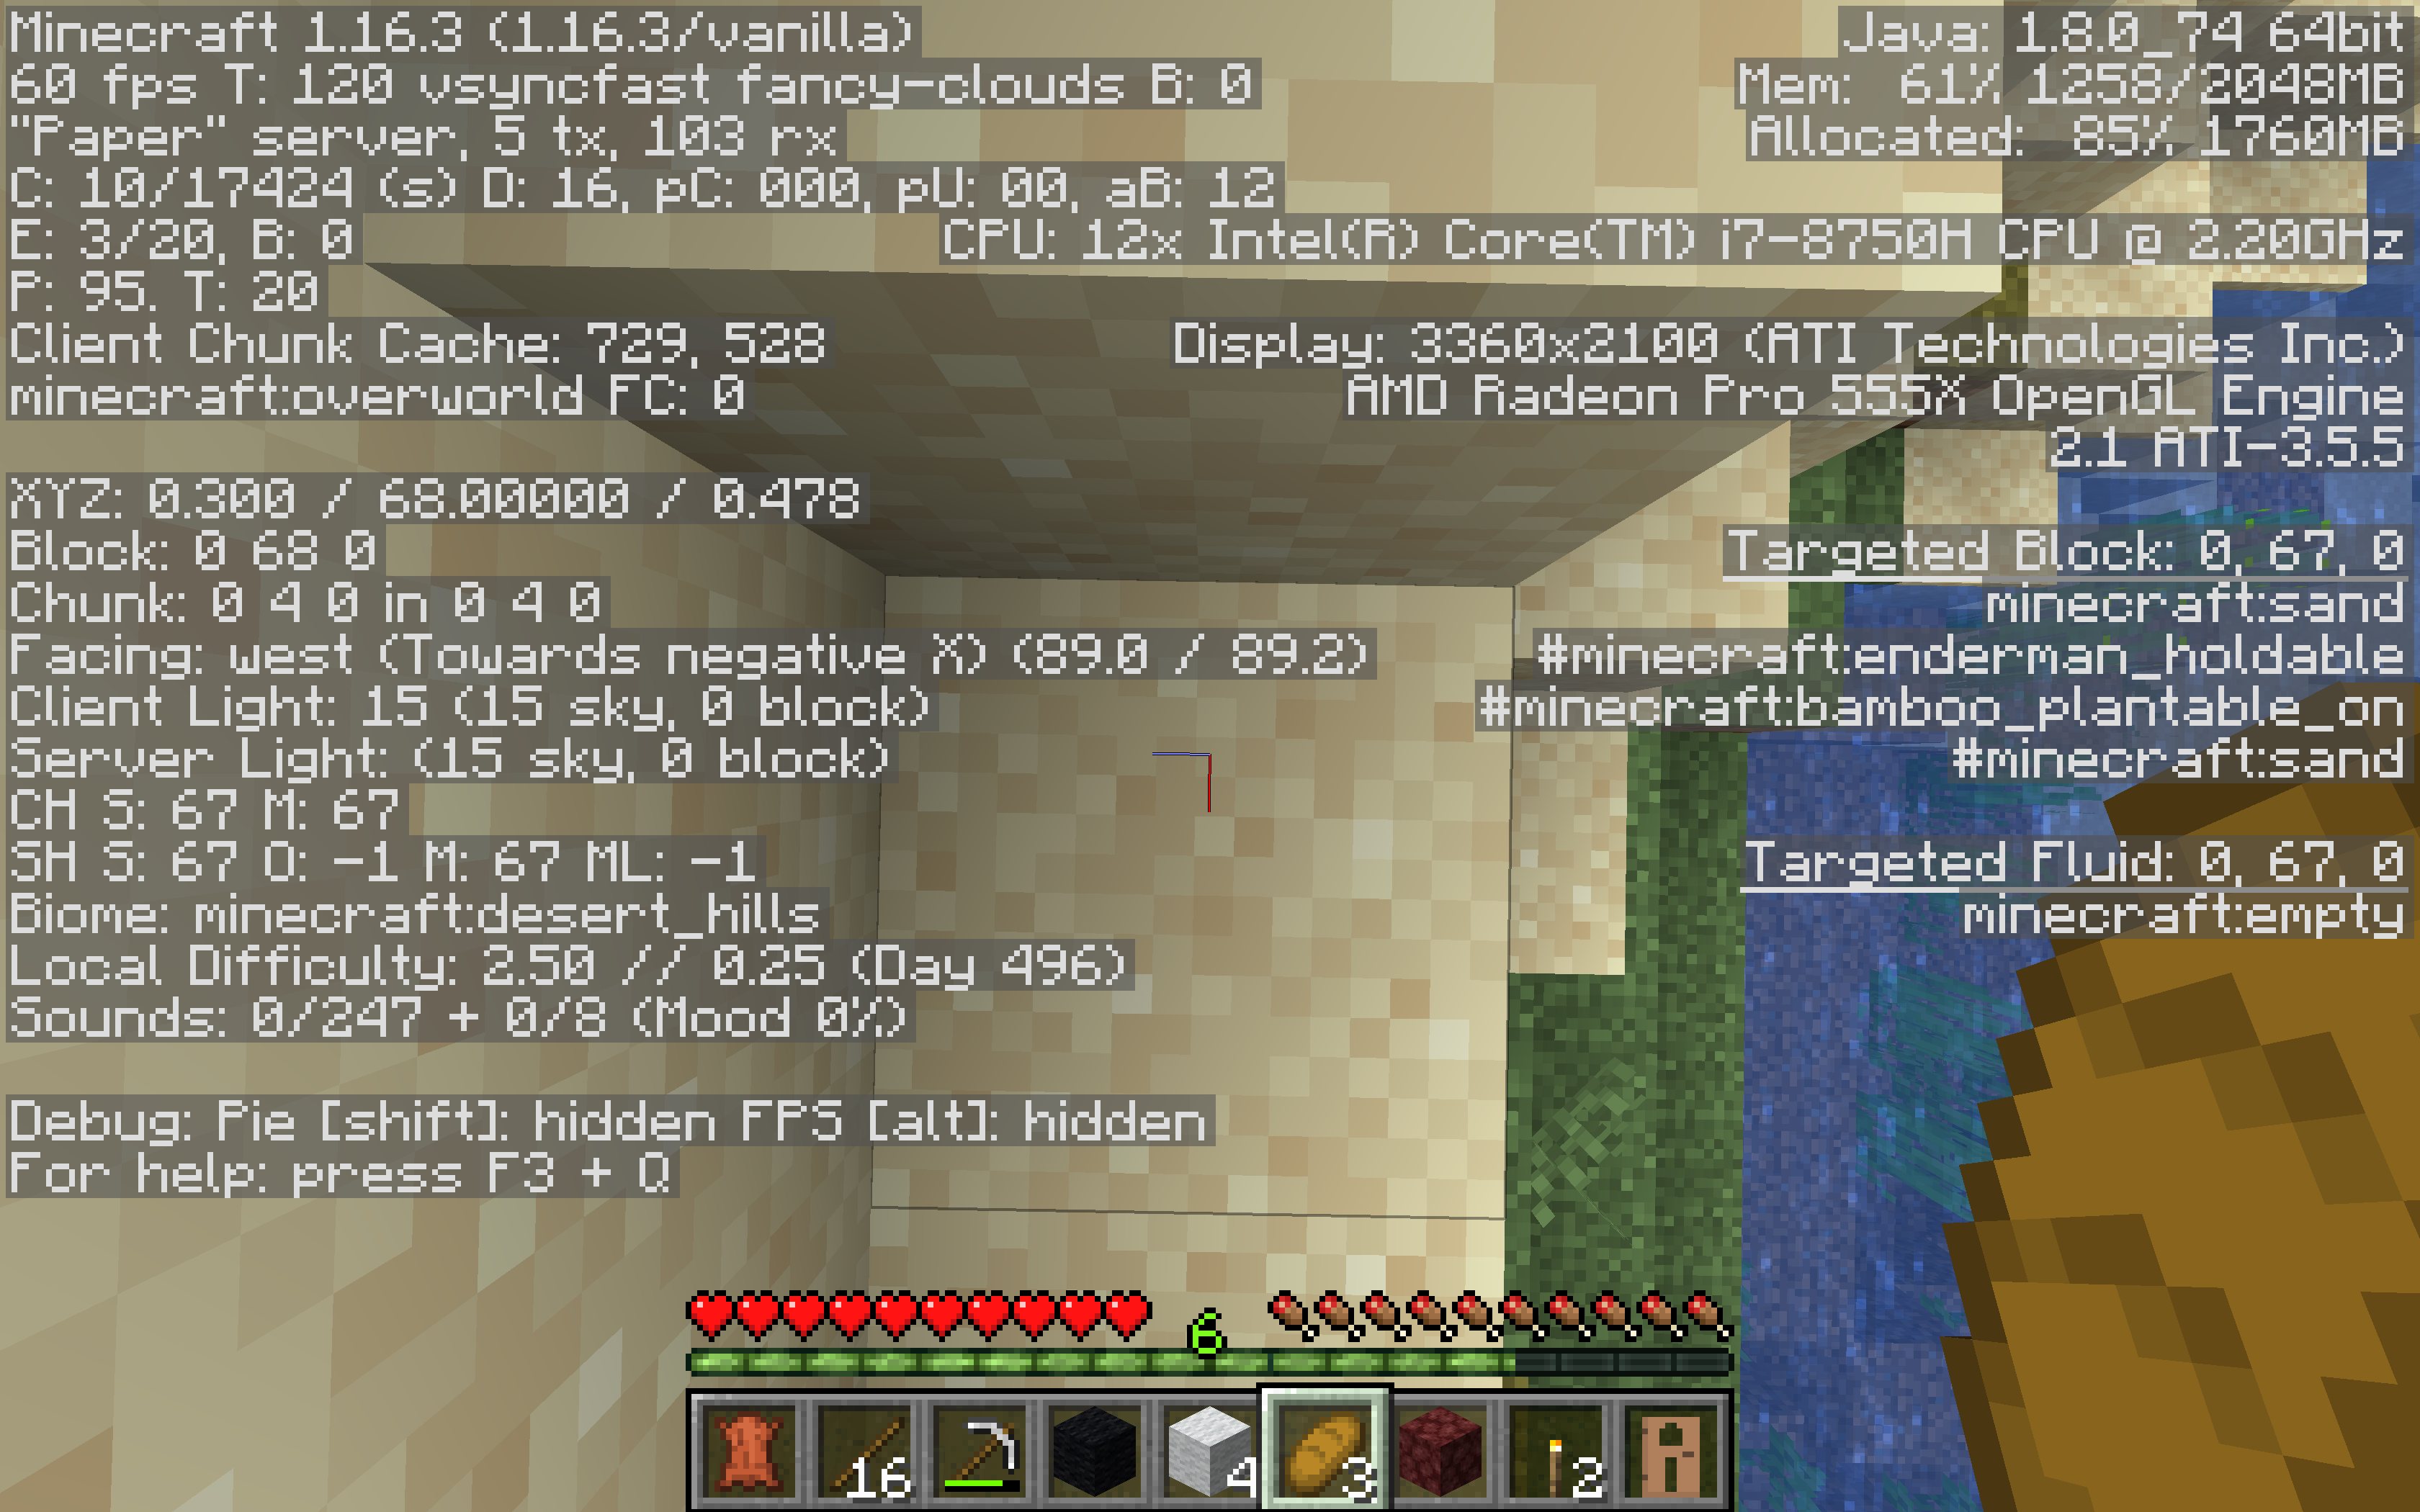 Minecraft 1.16.3 (1.16.3/vanilla)
60 fps T: 120 vsyncfast fancy-clouds B: 0
"Paper" server, 5 tx, 103 rx
C: 10/17424 (s) D: 16, pC: 000, pU: 00, aB: 12
E: 3/20, B: 0
P: 95. T: 20
Client Chunk Cache: 729, 528
minecraft:overworld FC: 0
XYZ: 0.300 / 68.00000 / 0.478
Block: 0 68 0
Chunk: 0 4 0 in 0 4 0
Facing: west (Towards negative X) (89.0 / 89.2)
Client Light: 15 (15 sky, 0 block)
Server Light: (15 sky, 0 block)
CH S: 67 M: 67
SH S: 67 O: -1 M: 67 ML: -1
Biome: minecraft:desert_hills
Local Difficulty: 2.50 // 0.25 (Day 496)
Sounds: 0/247 + 0/8 (Mood 0%)
Debug: Pie [shift]: hidden FPS [alt]: hidden
For help: press F3 + Q
Java: 1.8.0_74 64bit
Mem: 61% 1258/2048MB
Allocated: 85% 1760MB
CPU: 12x Intel(R) Core(TM) i7-8750H CPU @ 2.20GHz
Display: 3360x2100 (ATI Technologies Inc.)
AMD Radeon Pro 555X OpenGL Engine
2.1 ATI-3.5.5
Targeted Block: 0, 67, 0
minecraft:sand
#minecraft:enderman_holdable
#minecraft:bamboo_plantable_on
#minecraft:sand
Targeted Fluid: 0, 67, 0
minecraft:empty
6
16 4 3 2